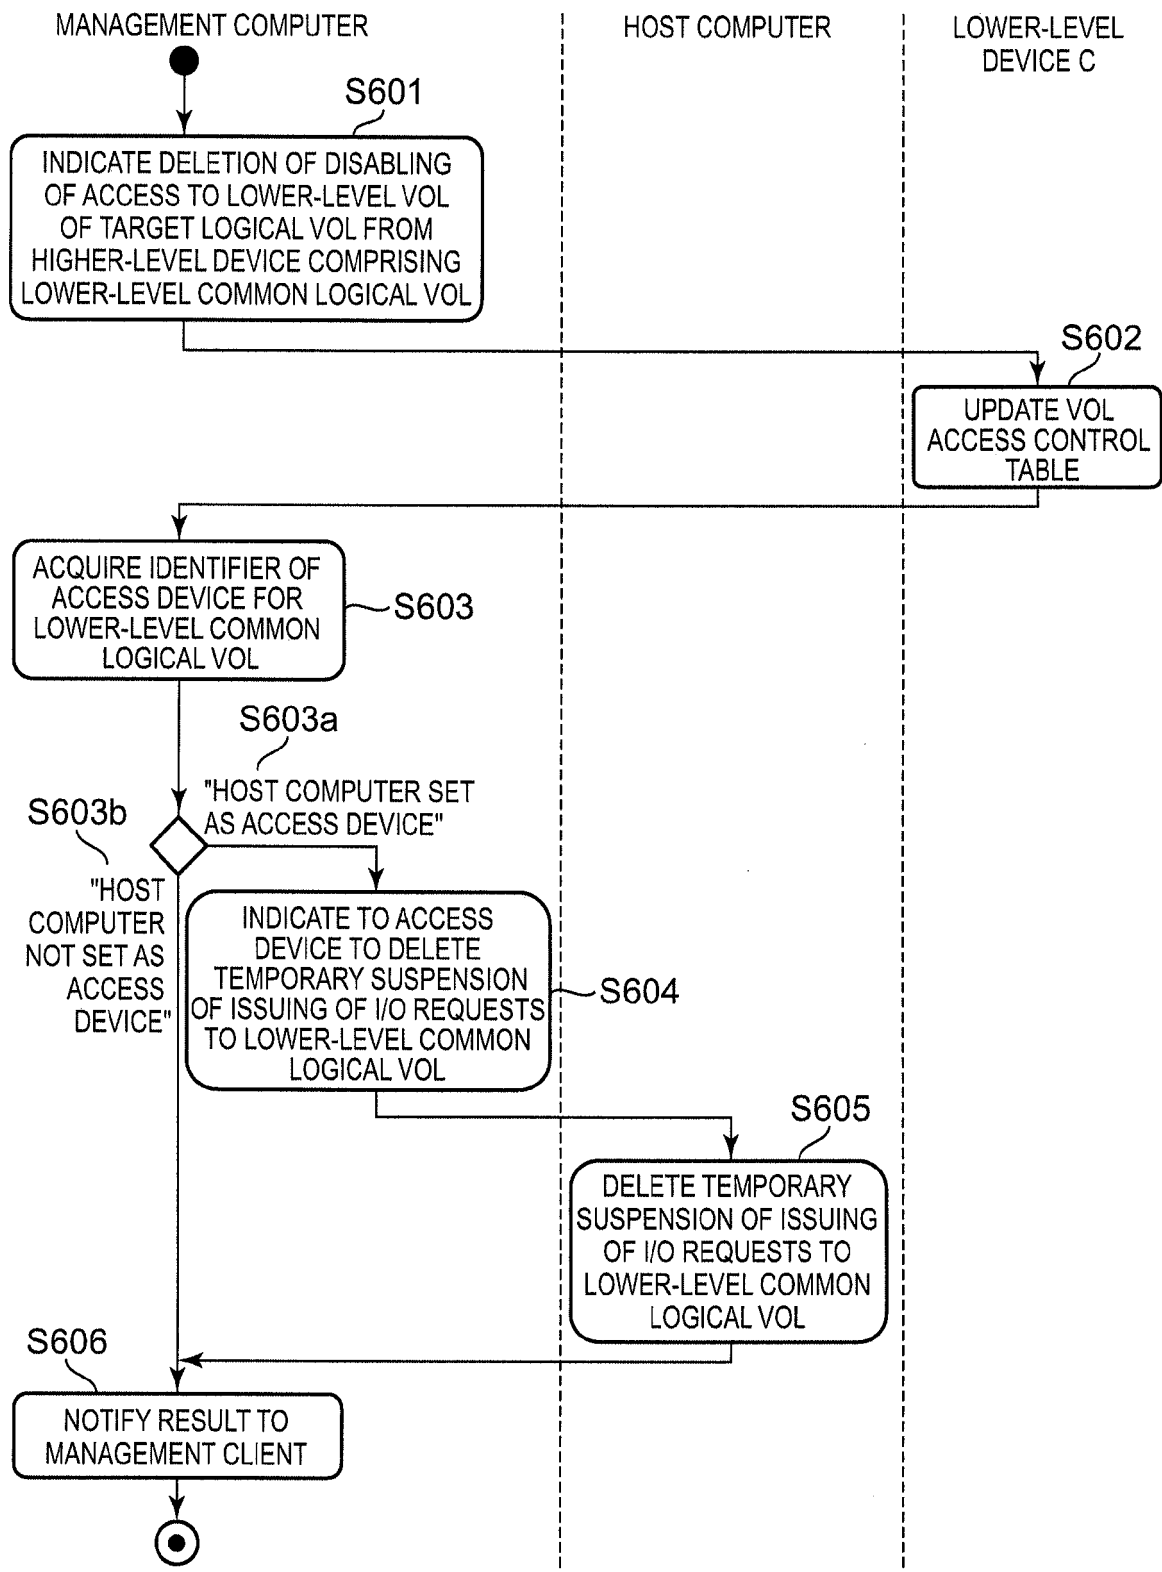 MANAGEMENT COMPUTER
HOST COMPUTER
LOWER-LEVEL
DEVICE C
S601
INDICATE DELETION OF DISABLING
OF ACCESS TO LOWER-LEVEL VOL
OF TARGET LOGICAL VOL FROM
HIGHER-LEVEL DEVICE COMPRISING
LOWER-LEVEL COMMON LOGICAL VOL
S602
UPDATE VOL
ACCESS CONTROL
TABLE
ACQUIRE IDENTIFIER OF
ACCESS DEVICE FOR
LOWER-LEVEL COMMON
LOGICAL VOL
S603
S603a
"HOST COMPUTER SET
AS ACCESS DEVICE"
S603b
"HOST
COMPUTER
NOT SET AS
ACCESS
DEVICE"
INDICATE TO ACCESS
DEVICE TO DELETE
TEMPORARY SUSPENSION
OF ISSUING OF I/O REQUESTS
TO LOWER-LEVEL COMMON
LOGICAL VOL
S604
S605
DELETE TEMPORARY
SUSPENSION OF ISSUING
OF I/O REQUESTS TO
LOWER-LEVEL COMMON
LOGICAL VOL
S606
NOTIFY RESULT TO
MANAGEMENT CLIENT